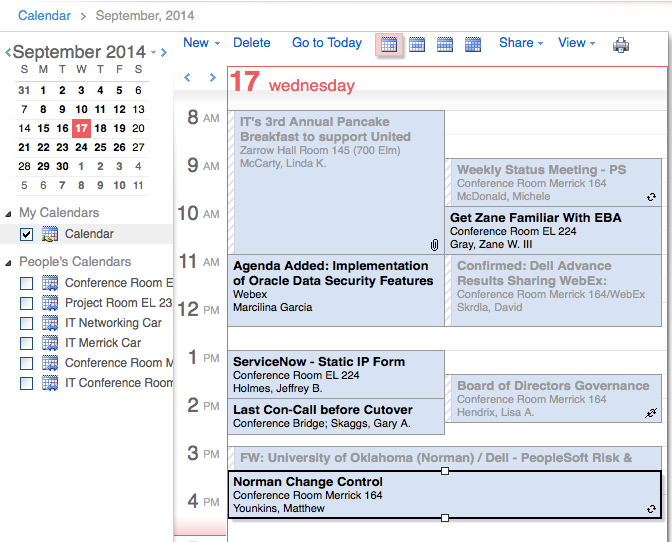 Calendar > September, 2014
September 2014
S M T W T F S
31 1 2 3 4 5 6
7 8 9 10 11 12 13
14 15 16 17 18 19 20
21 22 23 24 25 26 27
28 29 30 1 2 3 4
5 6 7 8 9 10 11
My Calendars
Calendar
People's Calendars
Conference Room E
Project Room EL 23
IT Networking Car
IT Merrick Car
Conference Room M
IT Conference Room
New Delete Go to Today Share View
17 wednesday
8 AM
IT's 3rd Annual Pancake
Breakfast to support United
Zarrow Hall Room 145 (700 Elm)
McCarty, Linda K.
9 AM
Weekly Status Meeting - PS
Conference Room Merrick 164
McDonald, Michele
10 AM
Get Zane Familiar With EBA
Conference Room EL 224
Gray, Zane W. III
11 AM
Agenda Added: Implementation
of Oracle Data Security Features
Webex
Marcilina Garcia
Confirmed: Dell Advance
Results Sharing WebEx:
Conference Room Merrick 164/WebEx
Skrdla, David
12 PM
1 PM
ServiceNow - Static IP Form
Conference Room EL 224
Holmes, Jeffrey B.
Board of Directors Governance
Conference Room Merrick 164
Hendrix, Lisa A.
2 PM
Last Con-Call before Cutover
Conference Bridge; Skaggs, Gary A.
3 PM
FW: University of Oklahoma (Norman) / Dell - PeopleSoft Risk &
Norman Change Control
Conference Room Merrick 164
Younkins, Matthew
4 PM